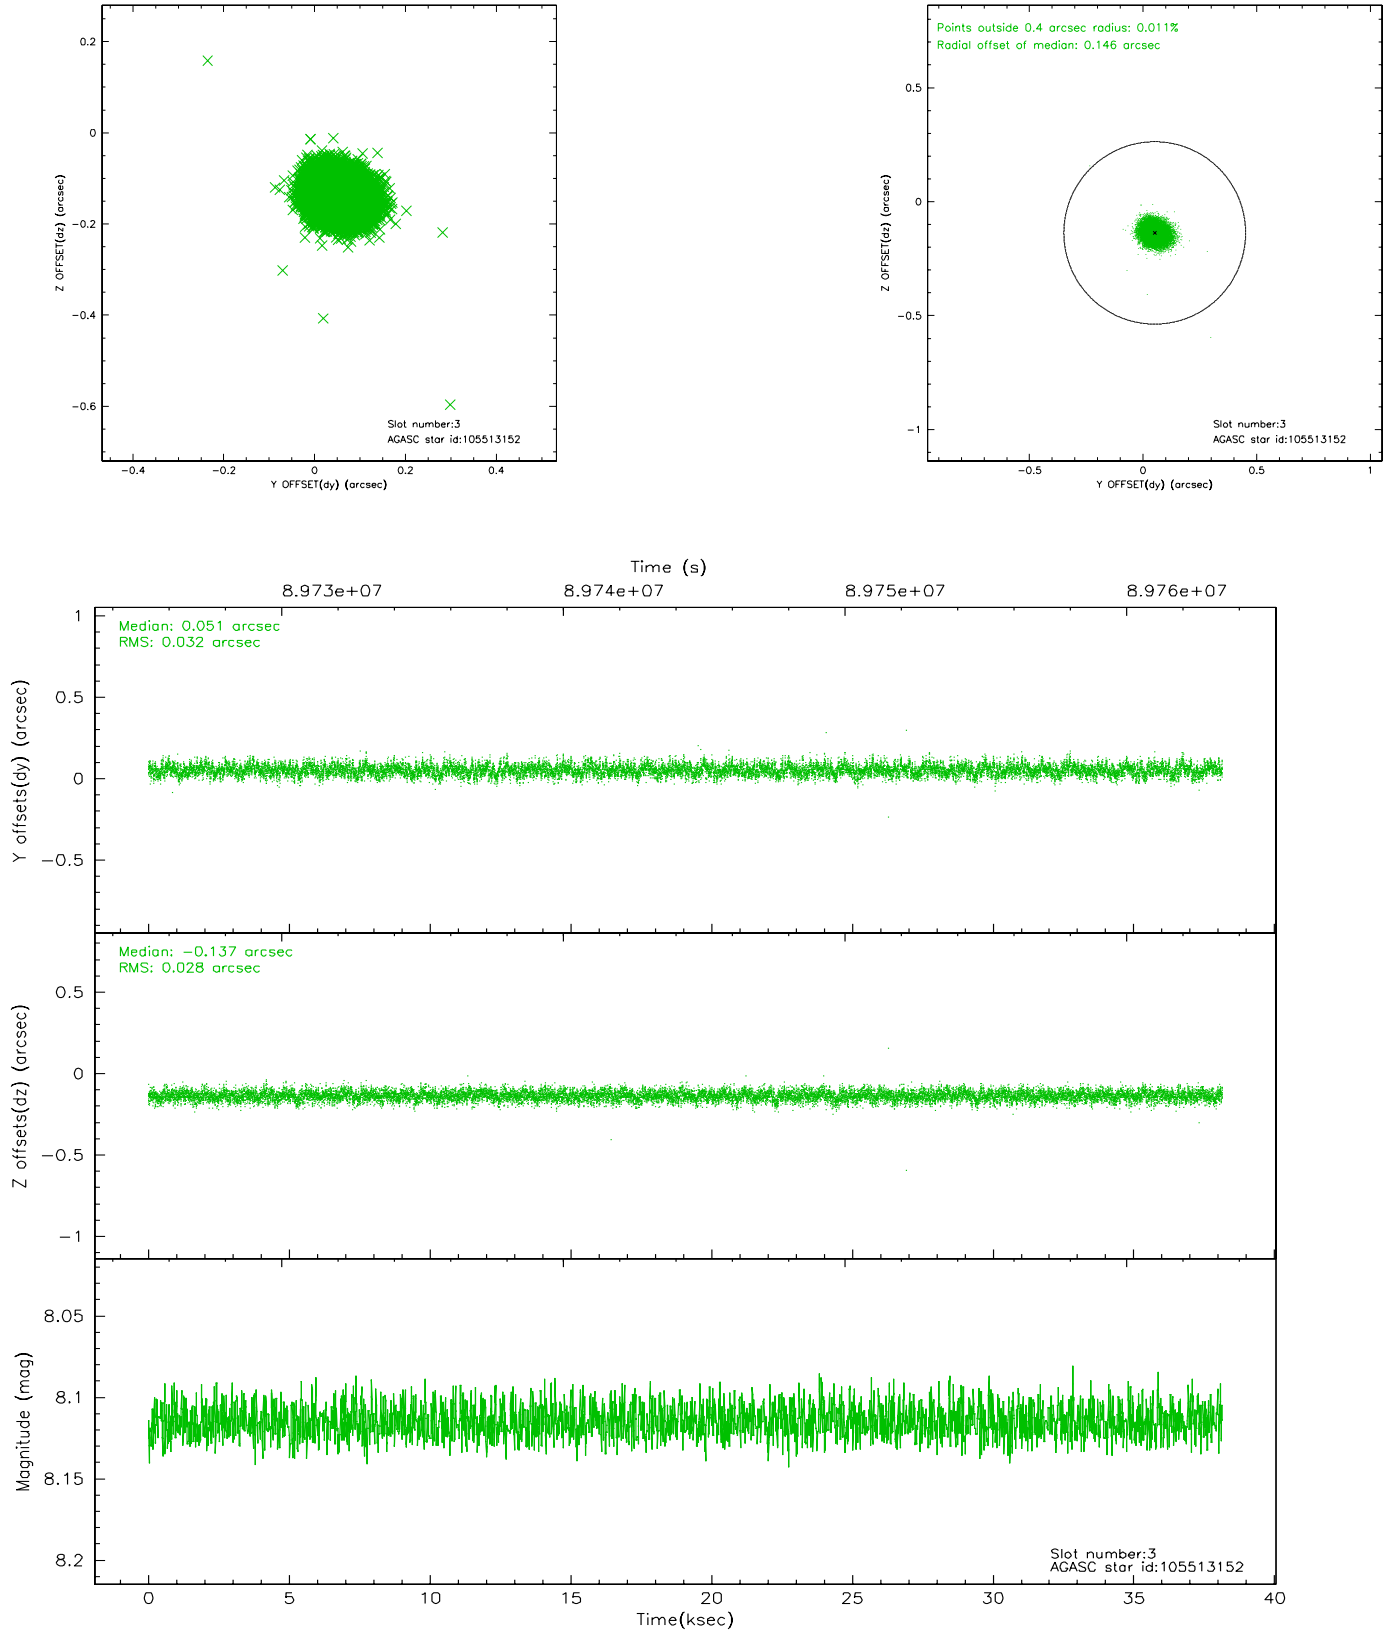 0.2
0
−0.2
−0.4
−0.6
−0.4
−0.2
0
0.2
0.4
Z OFFSET(dz) (arcsec)
Y OFFSET(dy) (arcsec)
Slot number:3
AGASC star id:105513152
Points outside 0.4 arcsec radius: 0.011%
Radial offset of median: 0.146 arcsec
0.5
0
−0.5
−1
−0.5
0
0.5
1
Z OFFSET(dz) (arcsec)
Y OFFSET(dy) (arcsec)
Slot number:3
AGASC star id:105513152
Time (s)
8.973e+07
8.974e+07
8.975e+07
8.976e+07
Median: 0.051 arcsec
RMS: 0.032 arcsec
1
0.5
0
−0.5
Y offsets(dy) (arcsec)
Median: −0.137 arcsec
RMS: 0.028 arcsec
0.5
0
−0.5
−1
Z offsets(dz) (arcsec)
8.05
8.1
8.15
8.2
Magnitude (mag)
Slot number:3
AGASC star id:105513152
0
5
10
15
20
25
30
35
40
Time(ksec)